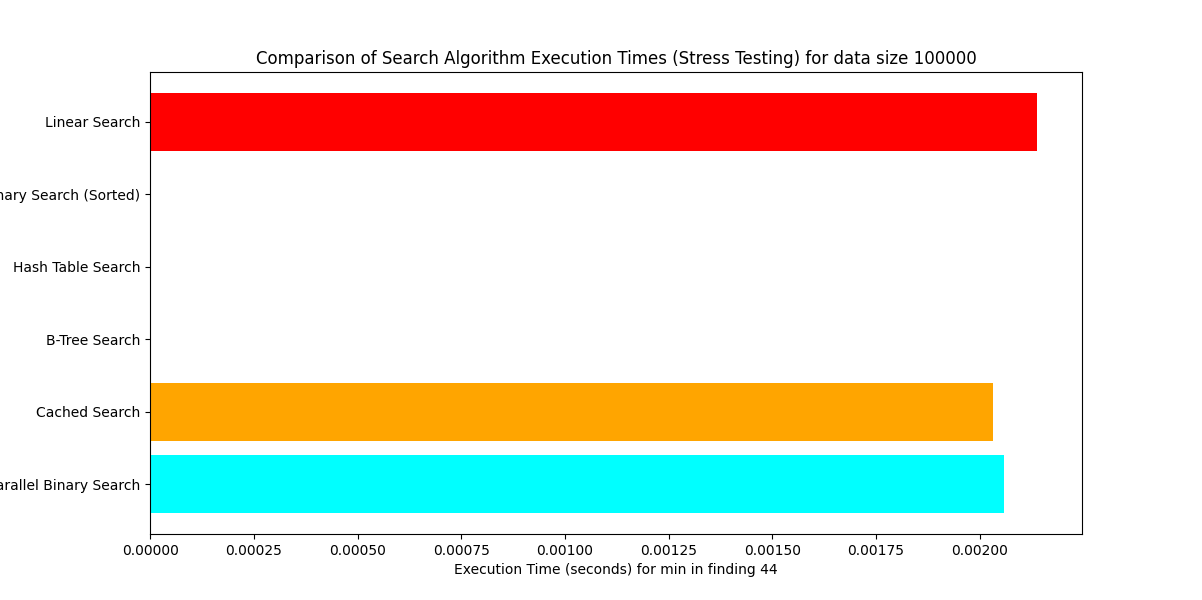 Comparison of Search Algorithm Execution Times (Stress Testing) for data size 100000
Linear Search
nary Search (Sorted)
Hash Table Search
B-Tree Search
Cached Search
arallel Binary Search
0.00000 0.00025 0.00050 0.00075 0.00100 0.00125 0.00150 0.00175 0.00200
Execution Time (seconds) for min in finding 44